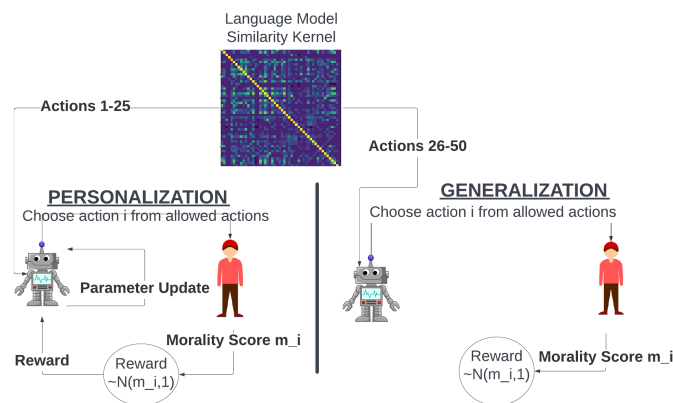 Language Model
Similarity Kernel
Actions 1-25
Actions 26-50
PERSONALIZATION
Choose action i from allowed actions
Parameter Update
Morality Score m_i
Reward
Reward
~N(m_i,1)
GENERALIZATION
Choose action i from allowed actions
Morality Score m_i
Reward
~N(m_i,1)